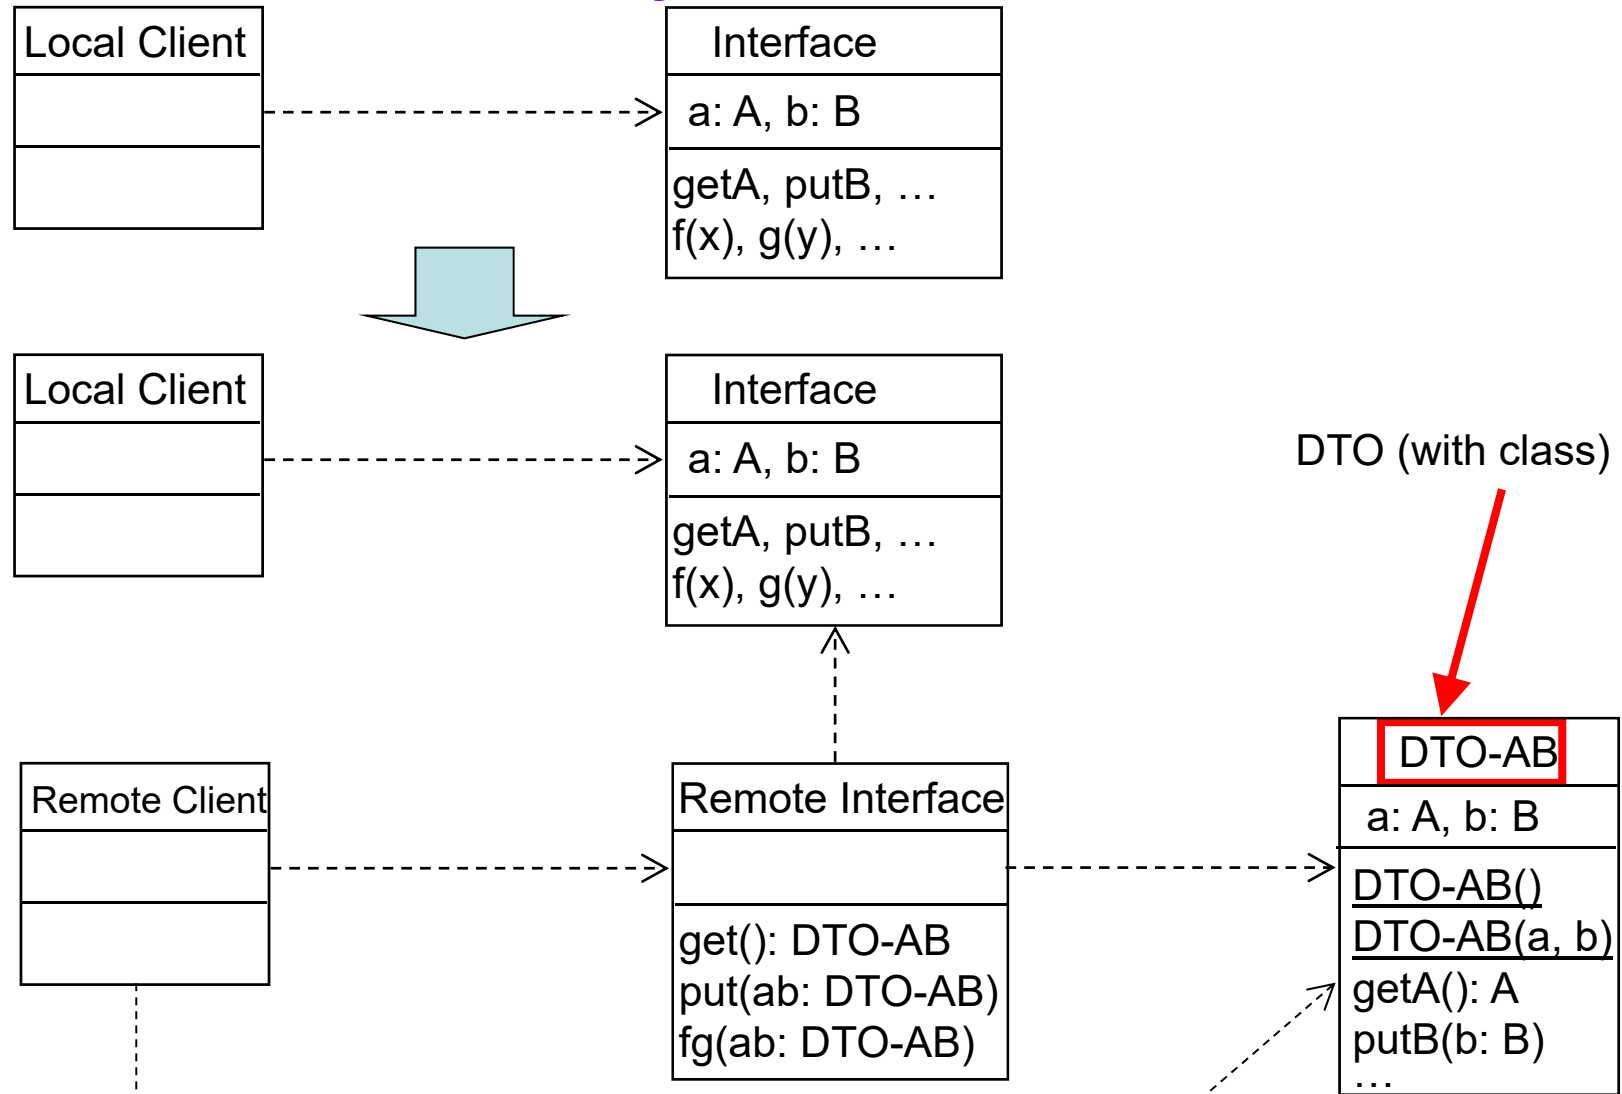 Local Client
Interface
a: A, b: B
getA, putB, …
f(x), g(y), …
Local Client
Interface
a: A, b: B
getA, putB, …
f(x), g(y), …
DTO (with class)
Remote Client
Remote Interface
get(): DTO-AB
put(ab: DTO-AB)
fg(ab: DTO-AB)
DTO-AB
a: A, b: B
DTO-AB()
DTO-AB(a, b)
getA(): A
putB(b: B)
…